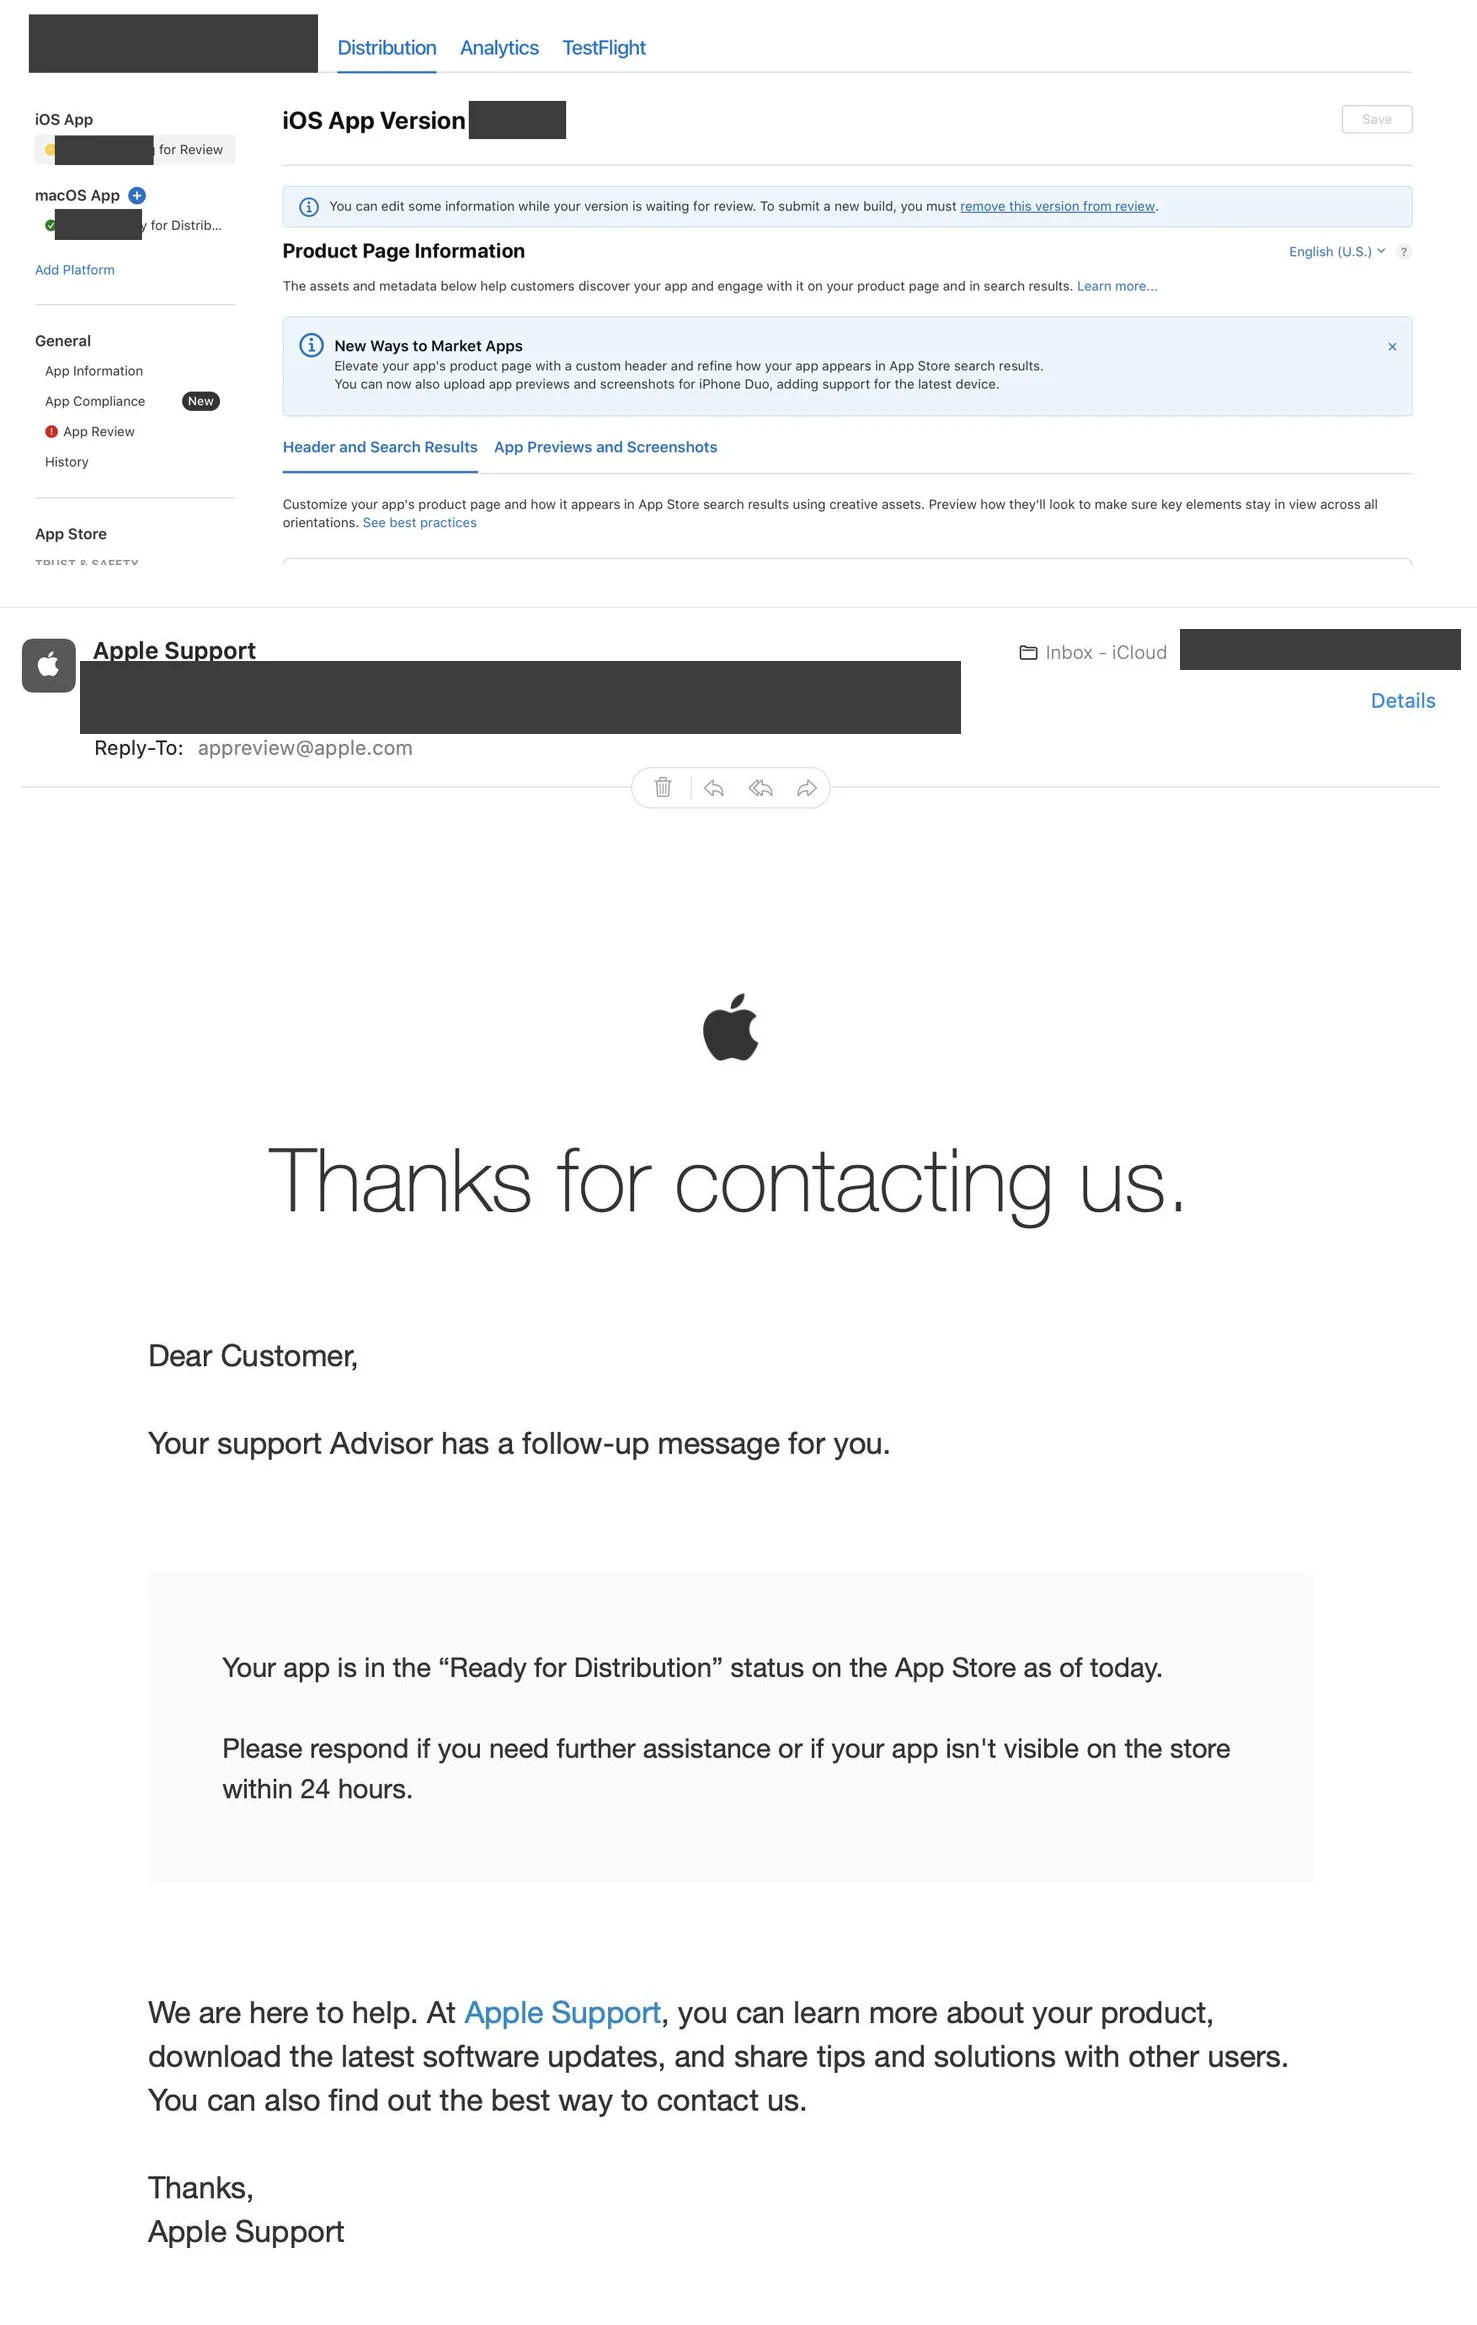 Distribution Analytics TestFlight
iOS App
for Review
macOS App
y for Distrib...
Add Platform
General
App Information
App Compliance New
App Review
History
App Store
TRUST & SAFETY
iOS App Version
Save
You can edit some information while your version is waiting for review. To submit a new build, you must remove this version from review.
Product Page Information
English (U.S.) ?
The assets and metadata below help customers discover your app and engage with it on your product page and in search results. Learn more...
New Ways to Market Apps
Elevate your app's product page with a custom header and refine how your app appears in App Store search results.
You can now also upload app previews and screenshots for iPhone Duo, adding support for the latest device.
Header and Search Results App Previews and Screenshots
Customize your app's product page and how it appears in App Store search results using creative assets. Preview how they'll look to make sure key elements stay in view across all
orientations. See best practices
Apple Support
Inbox - iCloud
Details
Reply-To: appreview@apple.com
Thanks for contacting us.
Dear Customer,
Your support Advisor has a follow-up message for you.
Your app is in the “Ready for Distribution” status on the App Store as of today.
Please respond if you need further assistance or if your app isn't visible on the store
within 24 hours.
We are here to help. At Apple Support, you can learn more about your product,
download the latest software updates, and share tips and solutions with other users.
You can also find out the best way to contact us.
Thanks,
Apple Support